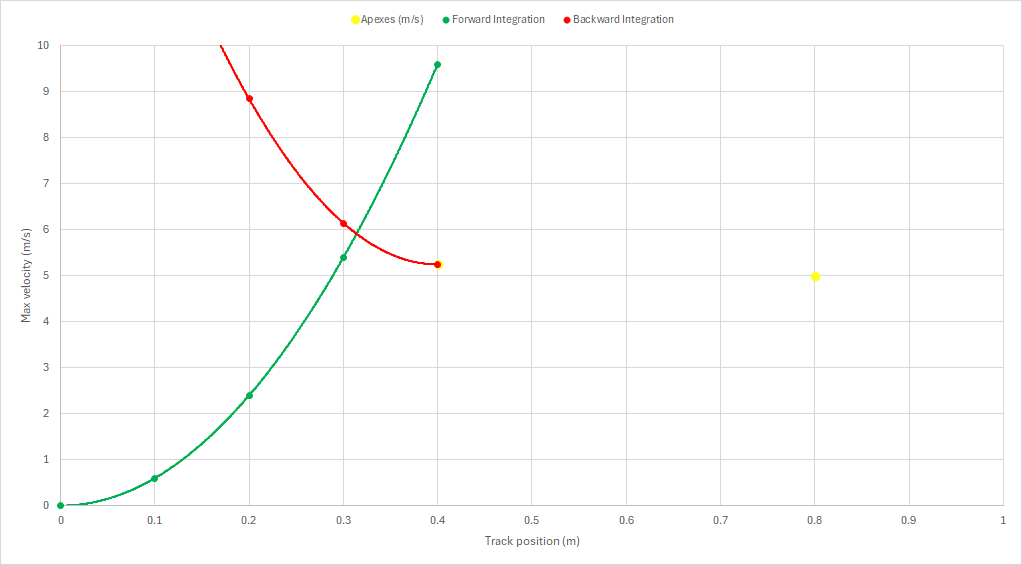 Apexes (m/s) Forward Integration Backward Integration
10
9
8
7
6
5
4
3
2
1
0
Max velocity (m/s)
0 0.1 0.2 0.3 0.4 0.5 0.6 0.7 0.8 0.9 1
Track position (m)